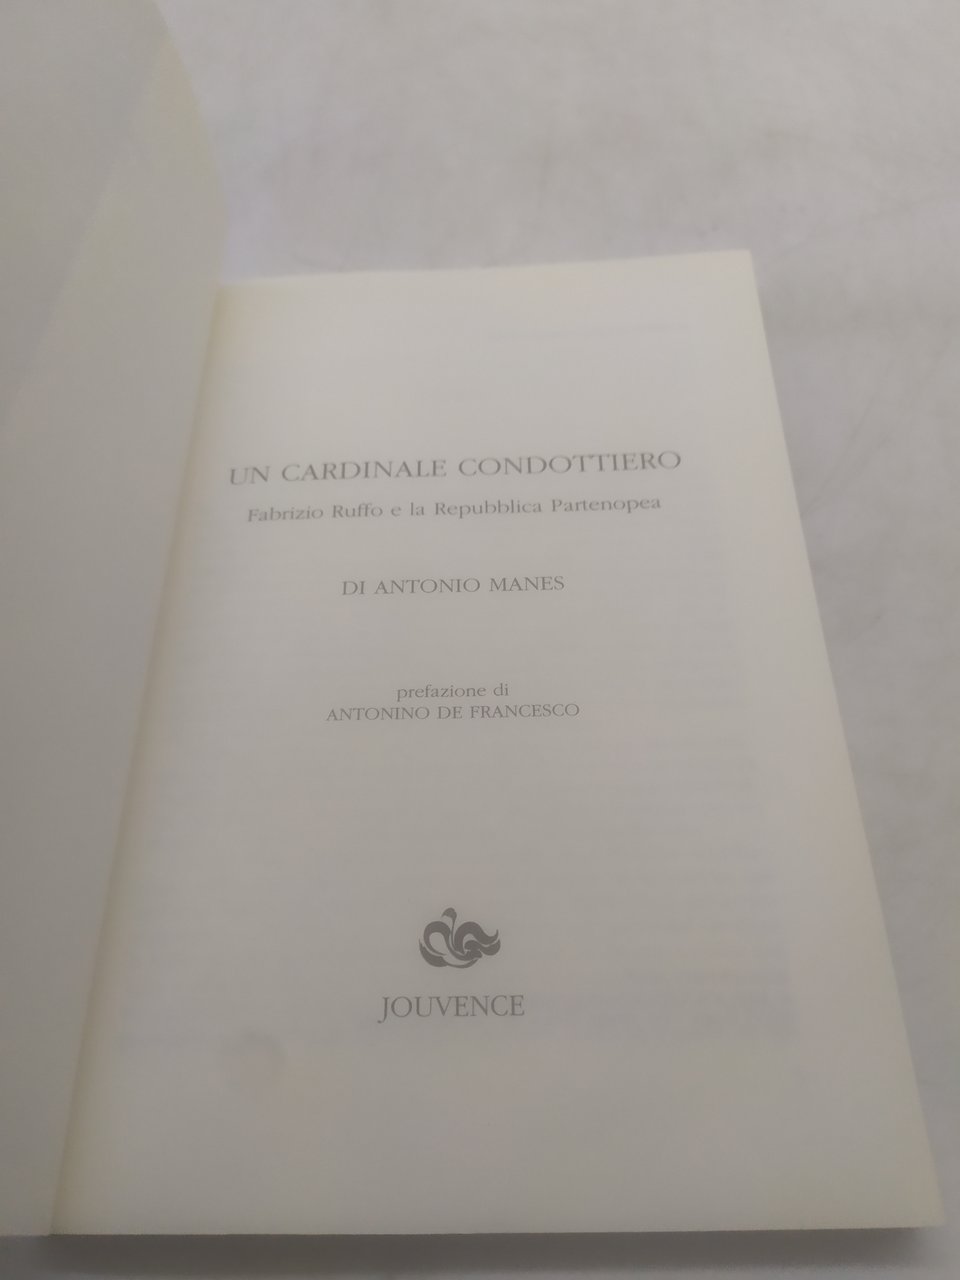 UN CARDINALE CONDOTTIERO
Fabrizio Ruffo e la Repubblica Partenopea
DI ANTONIO MANES
prefazione di
ANTONINO DE FRANCESCO
JOUVENCE